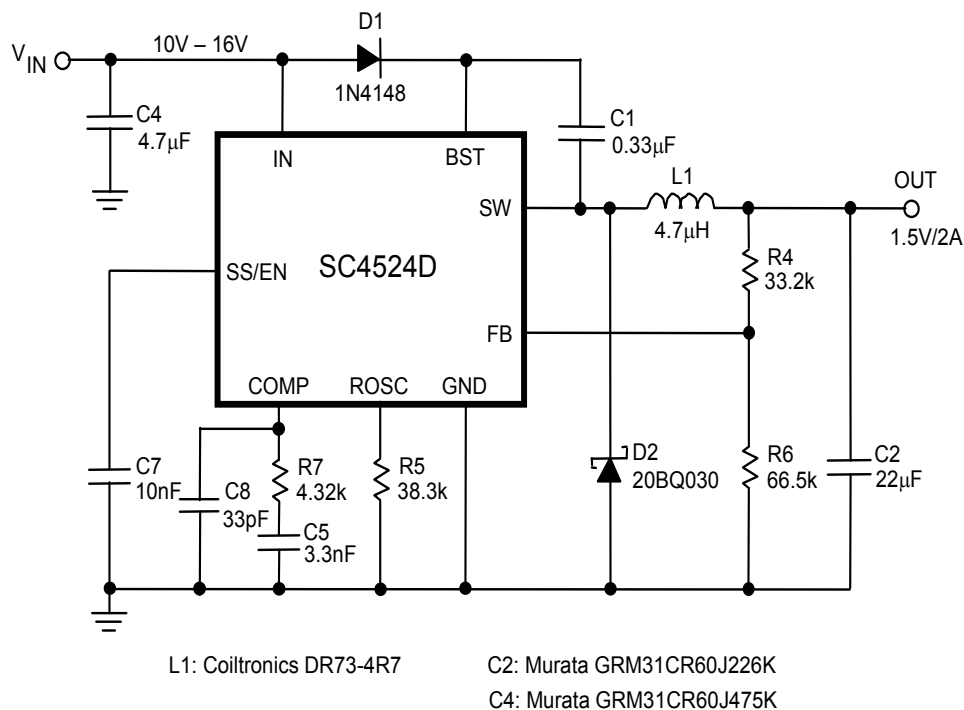 D1
V IN
10V – 16V
1N4148
C4
4.7μF
C1
0.33μF
IN
BST
L1
OUT
SW
4.7μH
1.5V/2A
SS/EN
SC4524D
R4
33.2k
FB
COMP
ROSC
GND
C7
10nF
C8
33pF
R7
4.32k
C5
3.3nF
R5
38.3k
D2
20BQ030
R6
66.5k
C2
22μF
L1: Coiltronics DR73-4R7
C2: Murata GRM31CR60J226K
C4: Murata GRM31CR60J475K